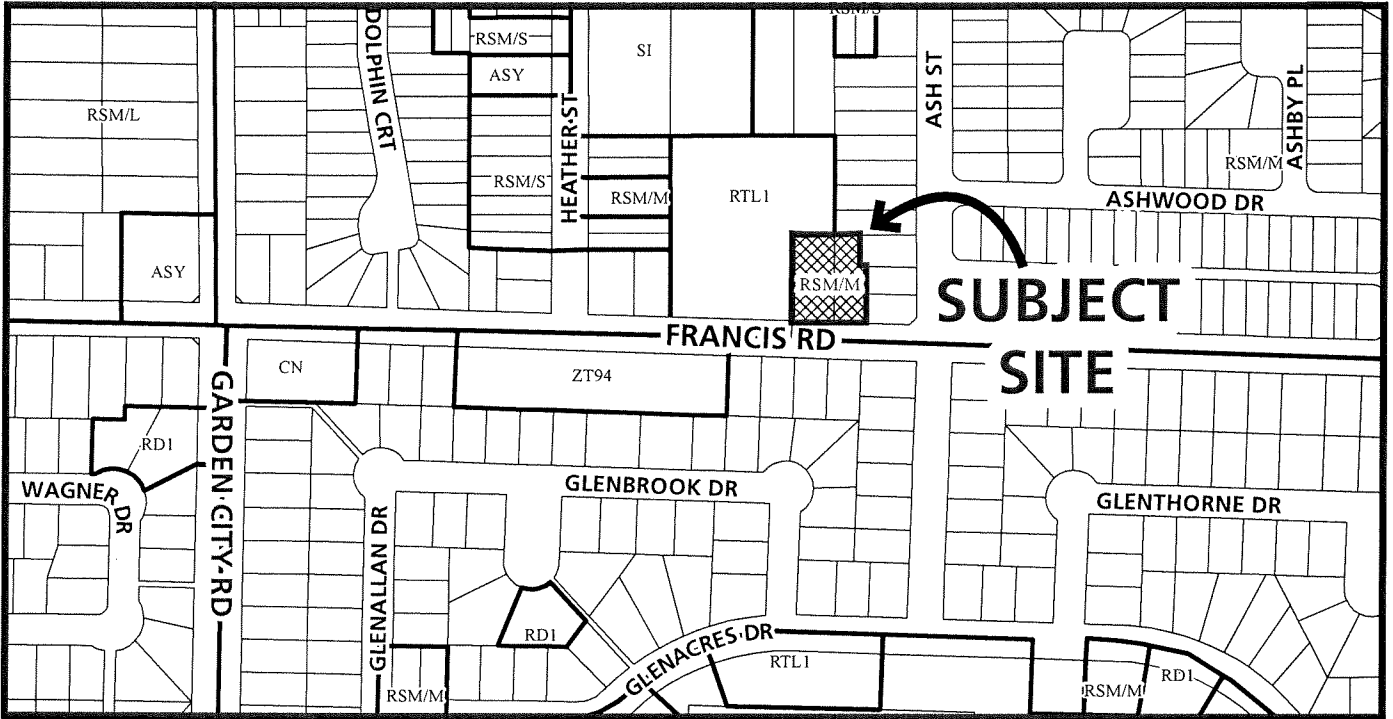 DOLPHIN CRT
RSM/S
ASY
SI
RSM/S
ASH ST
ASHBY PL
RSM/L
HEATHER ST
RSM/S
RSM/M
RTL1
RSM/M
ASHWOOD DR
ASY
RSM/M
SUBJECT
SITE
FRANCIS RD
GARDEN CITY RD
CN
ZT94
RD1
WAGNER DR
GLENALLAN DR
GLENBROOK DR
GLENTHORNE DR
RD1
GLENACRES DR
RTL1
RSM/M
RSM/M
RD1